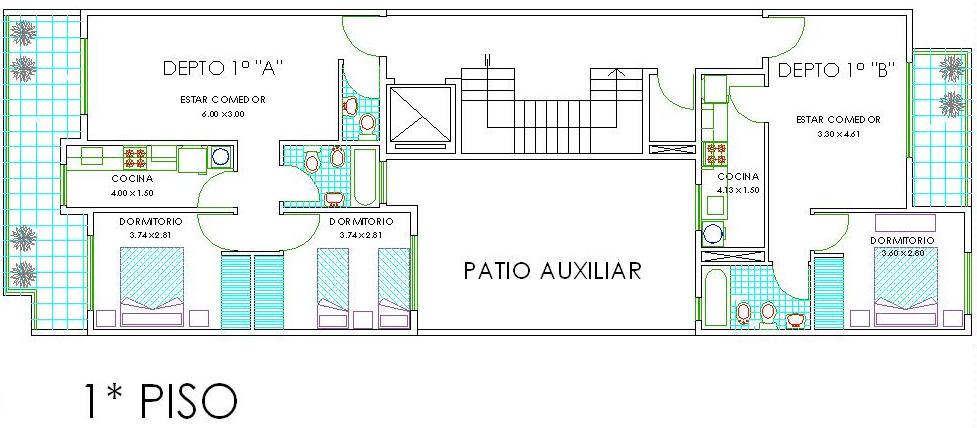 DEPTO 1º "A"
ESTAR COMEDOR
6.00 x 3.00
COCINA
4.00 x 1.50
DORMITORIO
3.74 x 2.81
DORMITORIO
3.74 x 2.81
PATIO AUXILIAR
DEPTO 1º "B"
ESTAR COMEDOR
3.30 x 4.61
COCINA
4.13 x 1.50
DORMITORIO
3.60 x 2.80
1* PISO